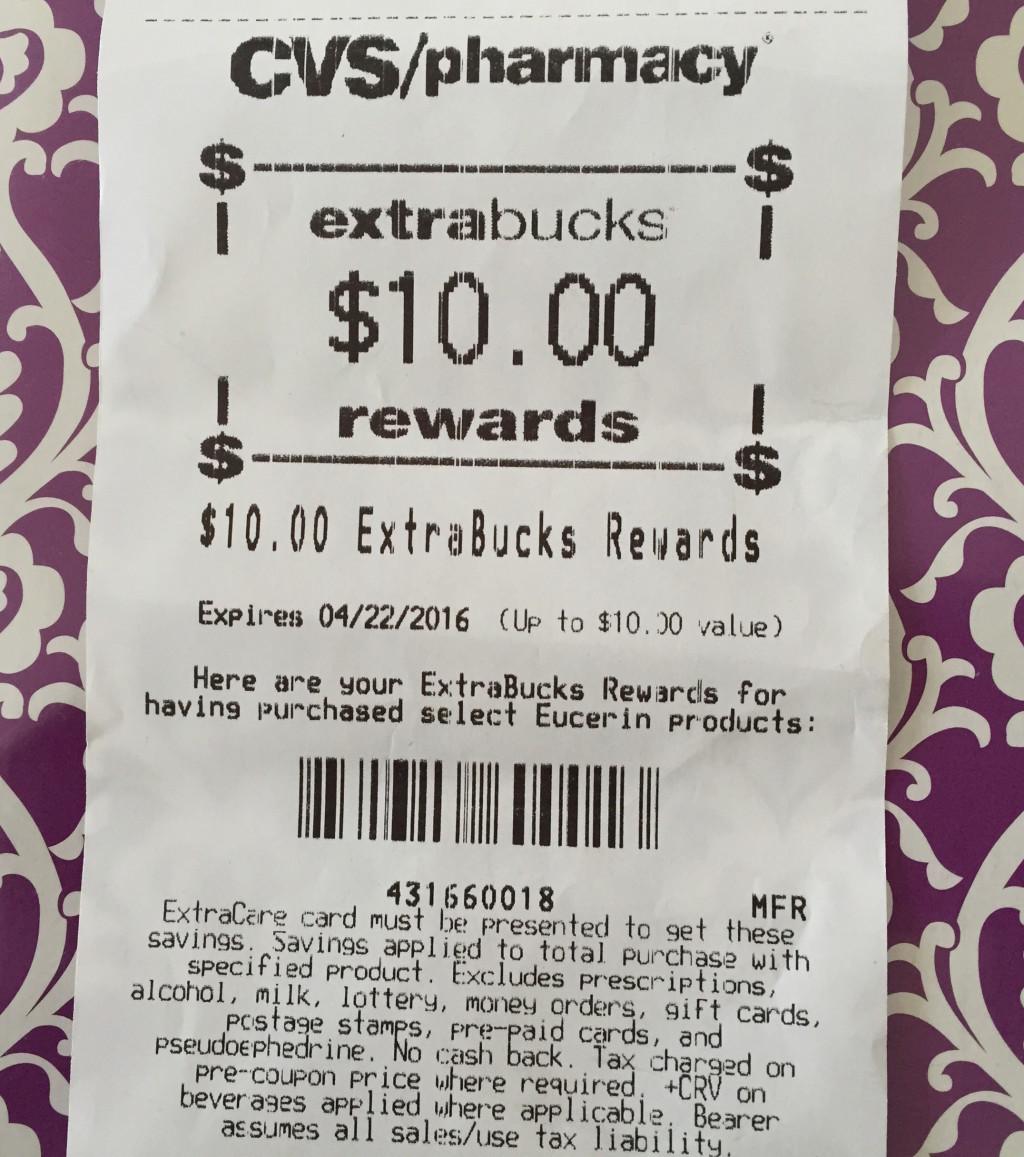 CVS/pharmacy®
$ $
extrabucks
$10.00
rewards
$ $
$10.00 ExtraBucks Rewards
Expires 04/22/2016 (Up to $10.00 value)
Here are your ExtraBucks Rewards for
having purchased select Eucerin products:
431660018 MFR
ExtraCare card must be presented to get these
savings. Savings applied to total purchase with
specified product. Excludes prescriptions,
alcohol, milk, lottery, money orders, gift cards,
postage stamps, pre-paid cards, and
pseudoephedrine. No cash back. Tax charged on
pre-coupon price where required. +CRV on
beverages applied where applicable. Bearer
assumes all sales/use tax liability.